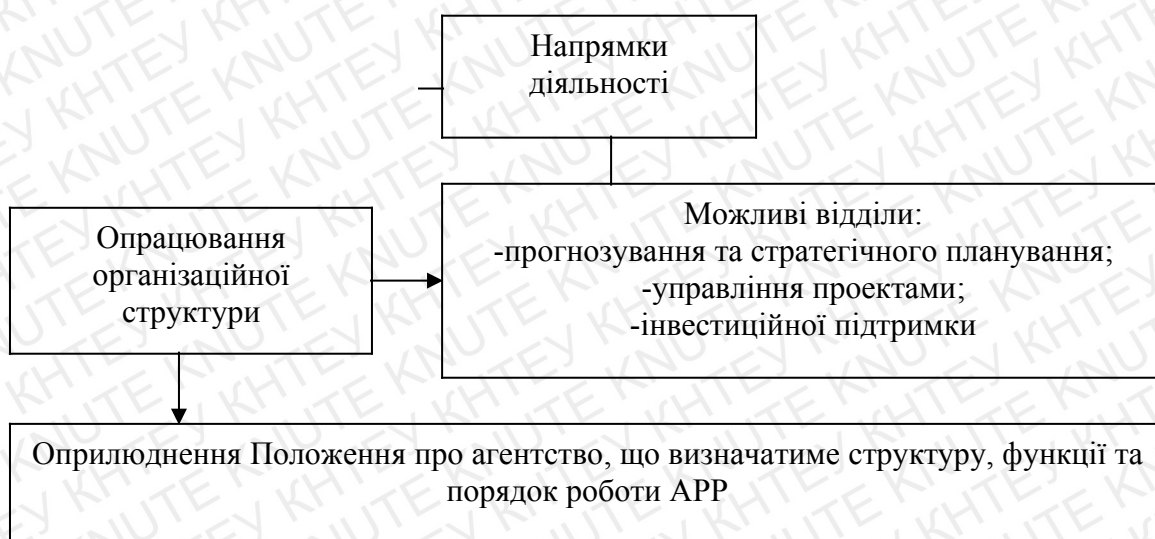 Напрямки
діяльності
Опрацювання
організаційної
структури
Можливі відділи:
-прогнозування та стратегічного планування;
-управління проектами;
-інвестиційної підтримки
Оприлюднення Положення про агентство, що визначатиме структуру, функції та
порядок роботи АРР